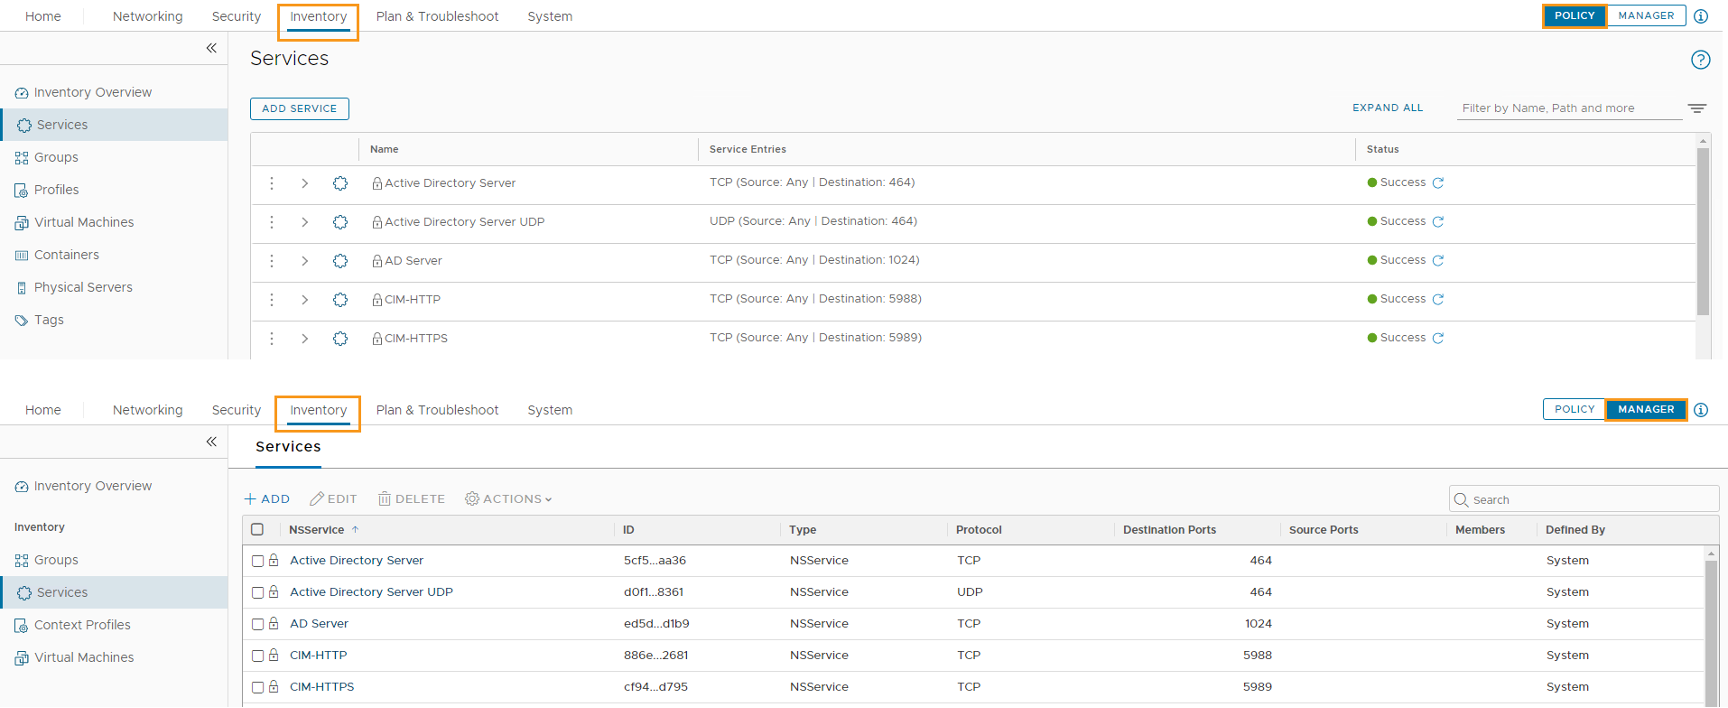 Home Networking Security Inventory Plan & Troubleshoot System POLICY MANAGER
Services
Inventory Overview
ADD SERVICE EXPAND ALL Filter by Name, Path and more
Services
Groups
Profiles
Virtual Machines
Containers
Physical Servers
Tags
Name Service Entries Status
Active Directory Server TCP (Source: Any | Destination: 464) Success
Active Directory Server UDP UDP (Source: Any | Destination: 464) Success
AD Server TCP (Source: Any | Destination: 1024) Success
CIM-HTTP TCP (Source: Any | Destination: 5988) Success
CIM-HTTPS TCP (Source: Any | Destination: 5989) Success
Home Networking Security Inventory Plan & Troubleshoot System POLICY MANAGER
Services
Inventory Overview
Inventory
Groups
Services
Context Profiles
Virtual Machines
+ ADD EDIT DELETE ACTIONS Search
NSService ID Type Protocol Destination Ports Source Ports Members Defined By
Active Directory Server 5cf5...aa36 NSService TCP 464 System
Active Directory Server UDP d0f1...8361 NSService UDP 464 System
AD Server ed5d...d1b9 NSService TCP 1024 System
CIM-HTTP 886e...2681 NSService TCP 5988 System
CIM-HTTPS cf94...d795 NSService TCP 5989 System